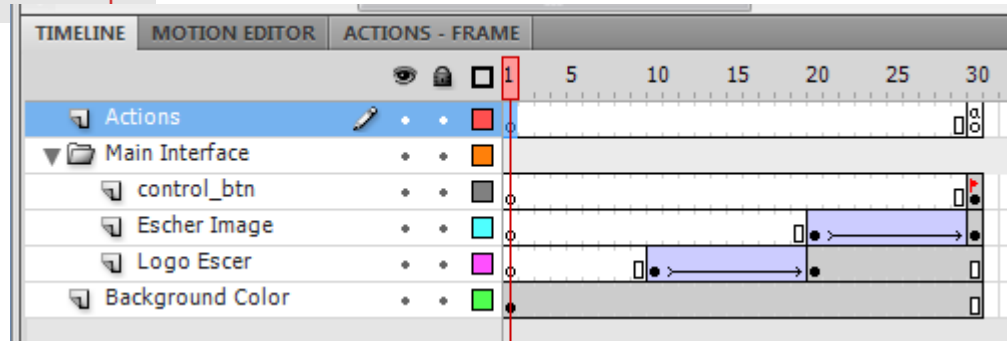 TIMELINE MOTION EDITOR ACTIONS - FRAME
1 5 10 15 20 25 30
Actions
a
Main Interface
control_btn
Escher Image
Logo Escer
Background Color